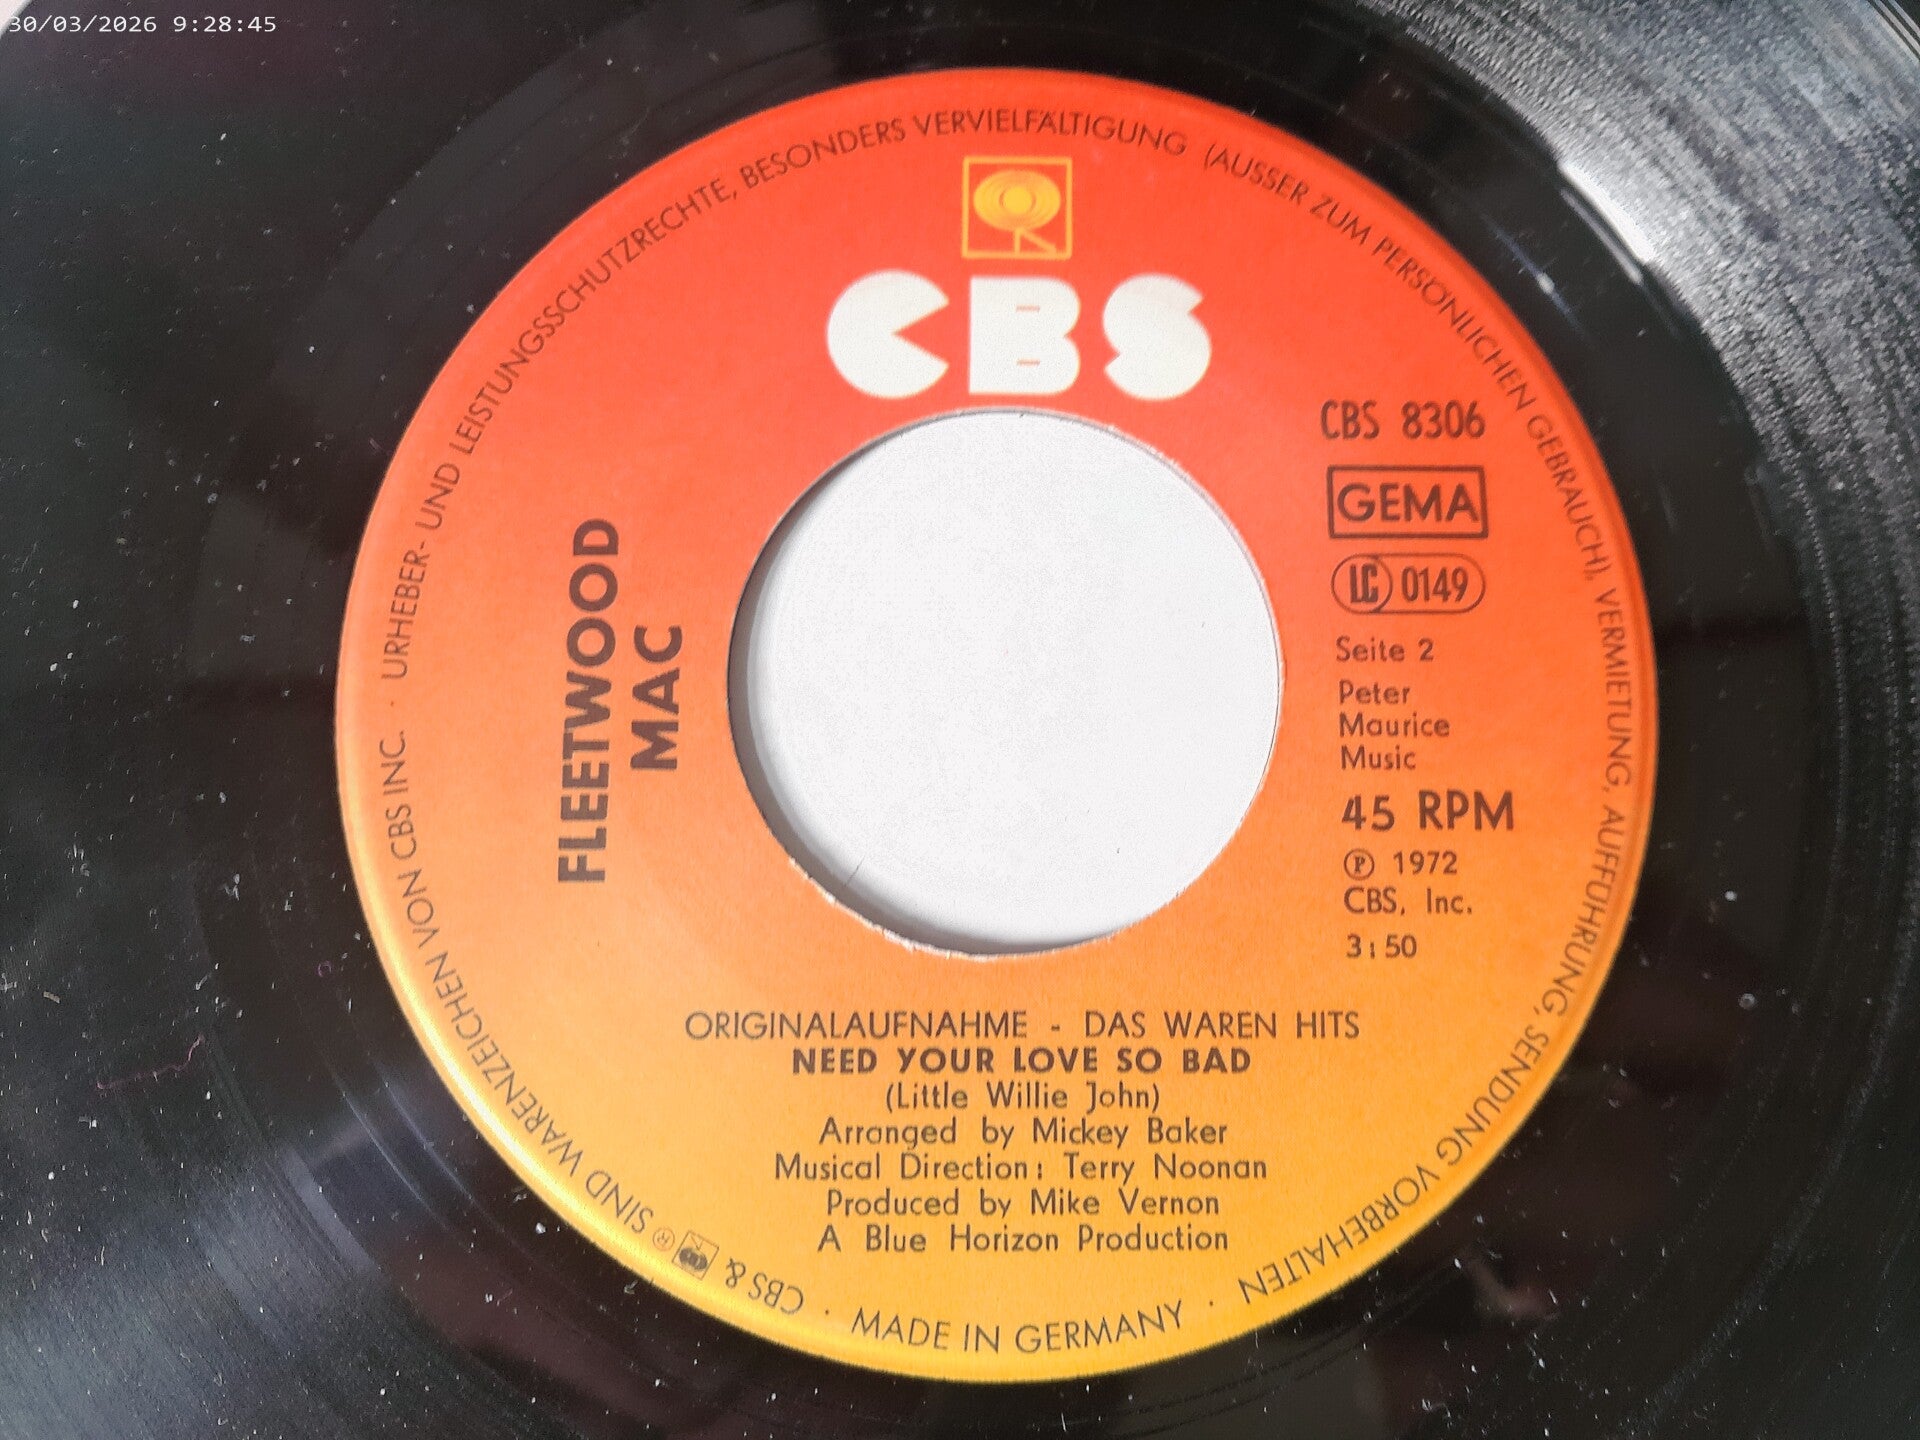 30/03/2026 9:28:45
URHEBER- UND LEISTUNGSSCHUTZRECHTE, BESONDERS VERVIELFÄLTIGUNG (AUSSER ZUM PERSÖNLICHEN GEBRAUCH), VERMIETUNG, AUFFÜHRUNG, SENDUNG VORBEHALTEN · MADE IN GERMANY · CBS & ® SIND WARENZEICHEN VON CBS INC. ·
CBS
CBS 8306
GEMA
LC 0149
Seite 2
Peter
Maurice
Music
45 RPM
℗ 1972
CBS, Inc.
3:50
FLEETWOOD
MAC
ORIGINALAUFNAHME - DAS WAREN HITS
NEED YOUR LOVE SO BAD
(Little Willie John)
Arranged by Mickey Baker
Musical Direction: Terry Noonan
Produced by Mike Vernon
A Blue Horizon Production